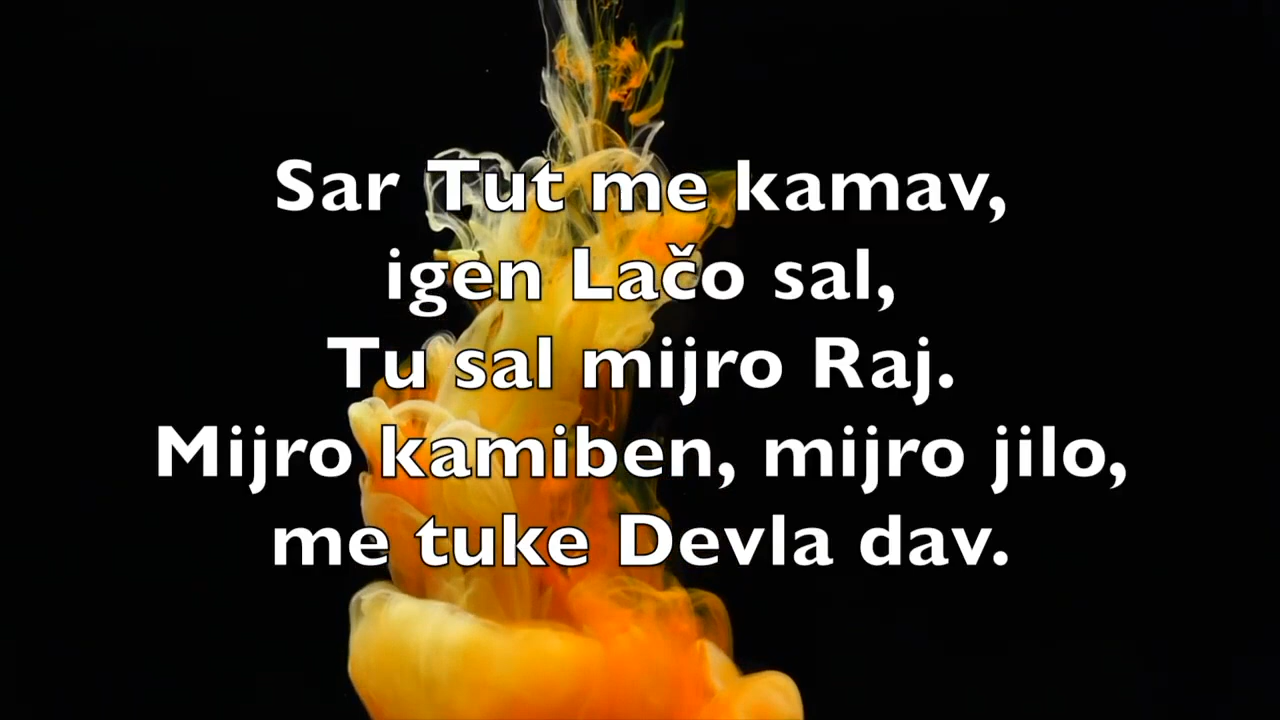 Sar Tut me kamav,
igen Lačo sal,
Tu sal mijro Raj.
Mijro kamiben, mijro jilo,
me tuke Devla dav.